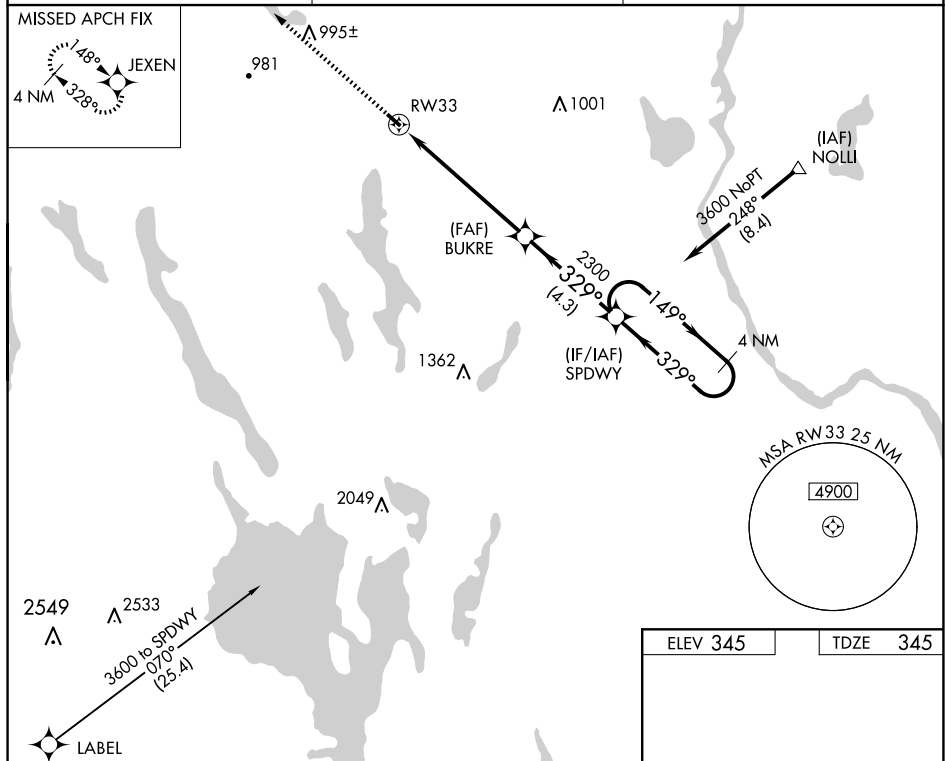 MISSED APCH FIX
148°
JEXEN
4 NM
328°
995±
981
RW33
1001
(IAF)
NOLLI
3600 NoPT
248°
(8.4)
(FAF)
BUKRE
2300
329°
(4.3)
149°
(IF/IAF)
SPDWY
329°
4 NM
1362
MSA RW33 25 NM
4900
2049
2549
2533
3600 to SPDWY
070°
(25.4)
LABEL
ELEV 345
TDZE 345